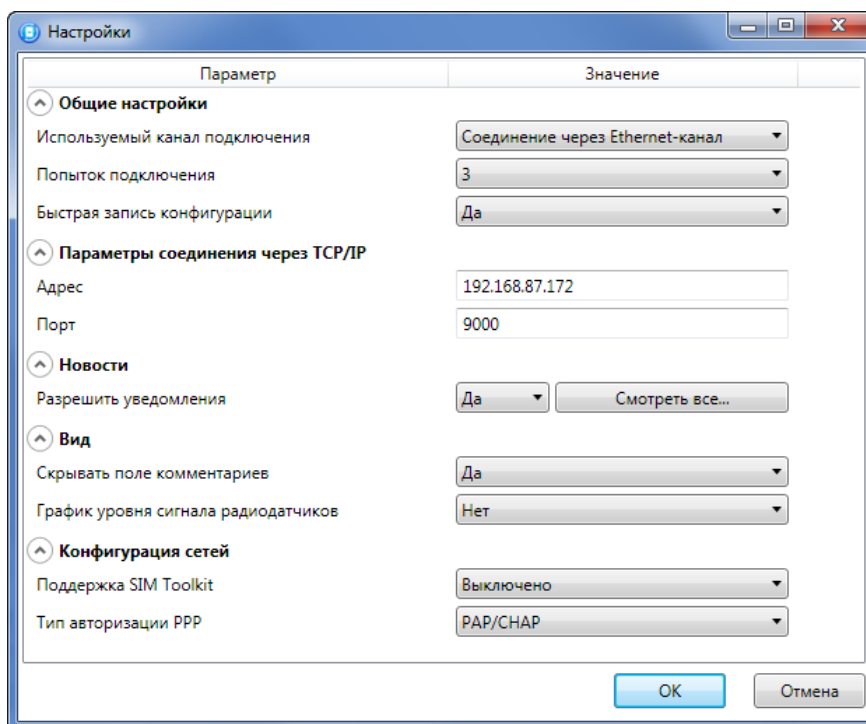 Настройки
Параметр Значение
Общие настройки
Используемый канал подключения Соединение через Ethernet-канал
Попыток подключения 3
Быстрая запись конфигурации Да
Параметры соединения через TCP/IP
Адрес 192.168.87.172
Порт 9000
Новости
Разрешить уведомления Да Смотреть все...
Вид
Скрывать поле комментариев Да
График уровня сигнала радиодатчиков Нет
Конфигурация сетей
Поддержка SIM Toolkit Выключено
Тип авторизации PPP PAP/CHAP
OK Отмена